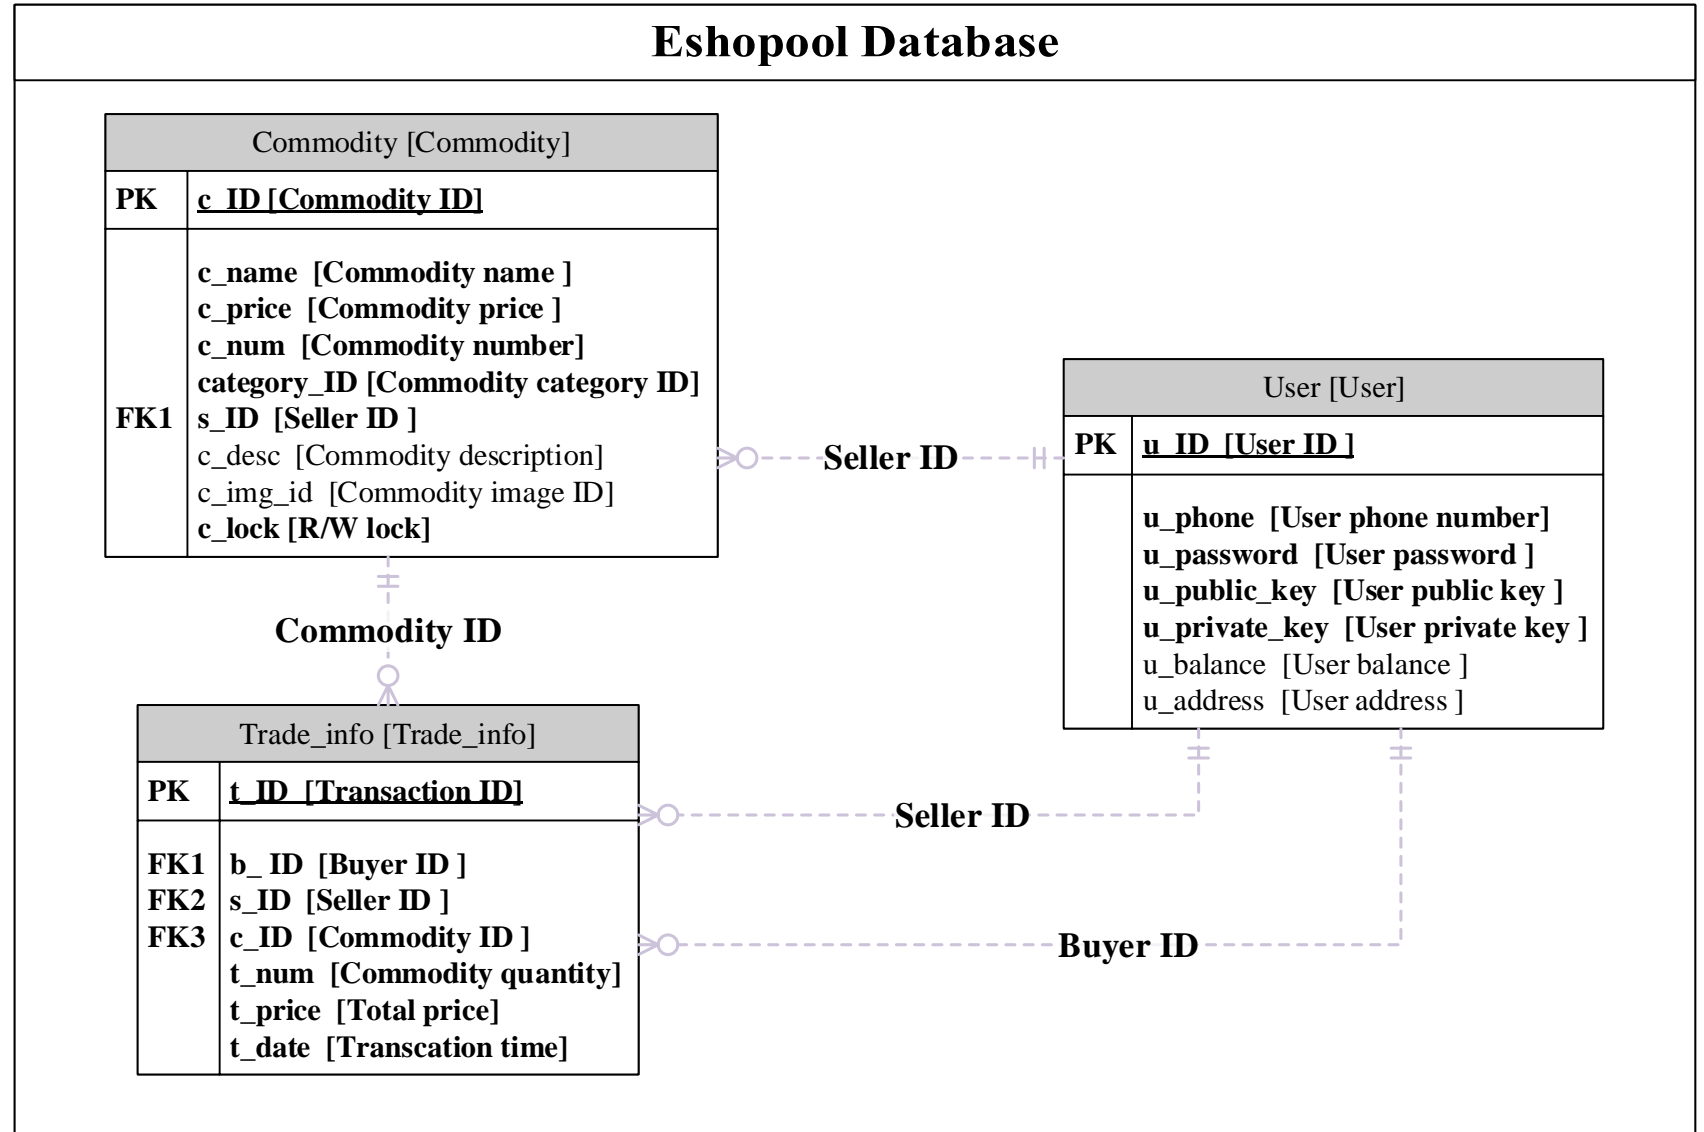 Eshopool Database
Commodity [Commodity]
PK c_ID [Commodity ID]
c_name [Commodity name ]
c_price [Commodity price ]
c_num [Commodity number]
category_ID [Commodity category ID]
FK1 s_ID [Seller ID ]
c_desc [Commodity description]
c_img_id [Commodity image ID]
c_lock [R/W lock]
Seller ID
User [User]
PK u_ID [User ID ]
u_phone [User phone number]
u_password [User password ]
u_public_key [User public key ]
u_private_key [User private key ]
u_balance [User balance ]
u_address [User address ]
Commodity ID
Trade_info [Trade_info]
PK t_ID [Transaction ID]
FK1 b_ ID [Buyer ID ]
FK2 s_ID [Seller ID ]
FK3 c_ID [Commodity ID ]
t_num [Commodity quantity]
t_price [Total price]
t_date [Transcation time]
Seller ID
Buyer ID